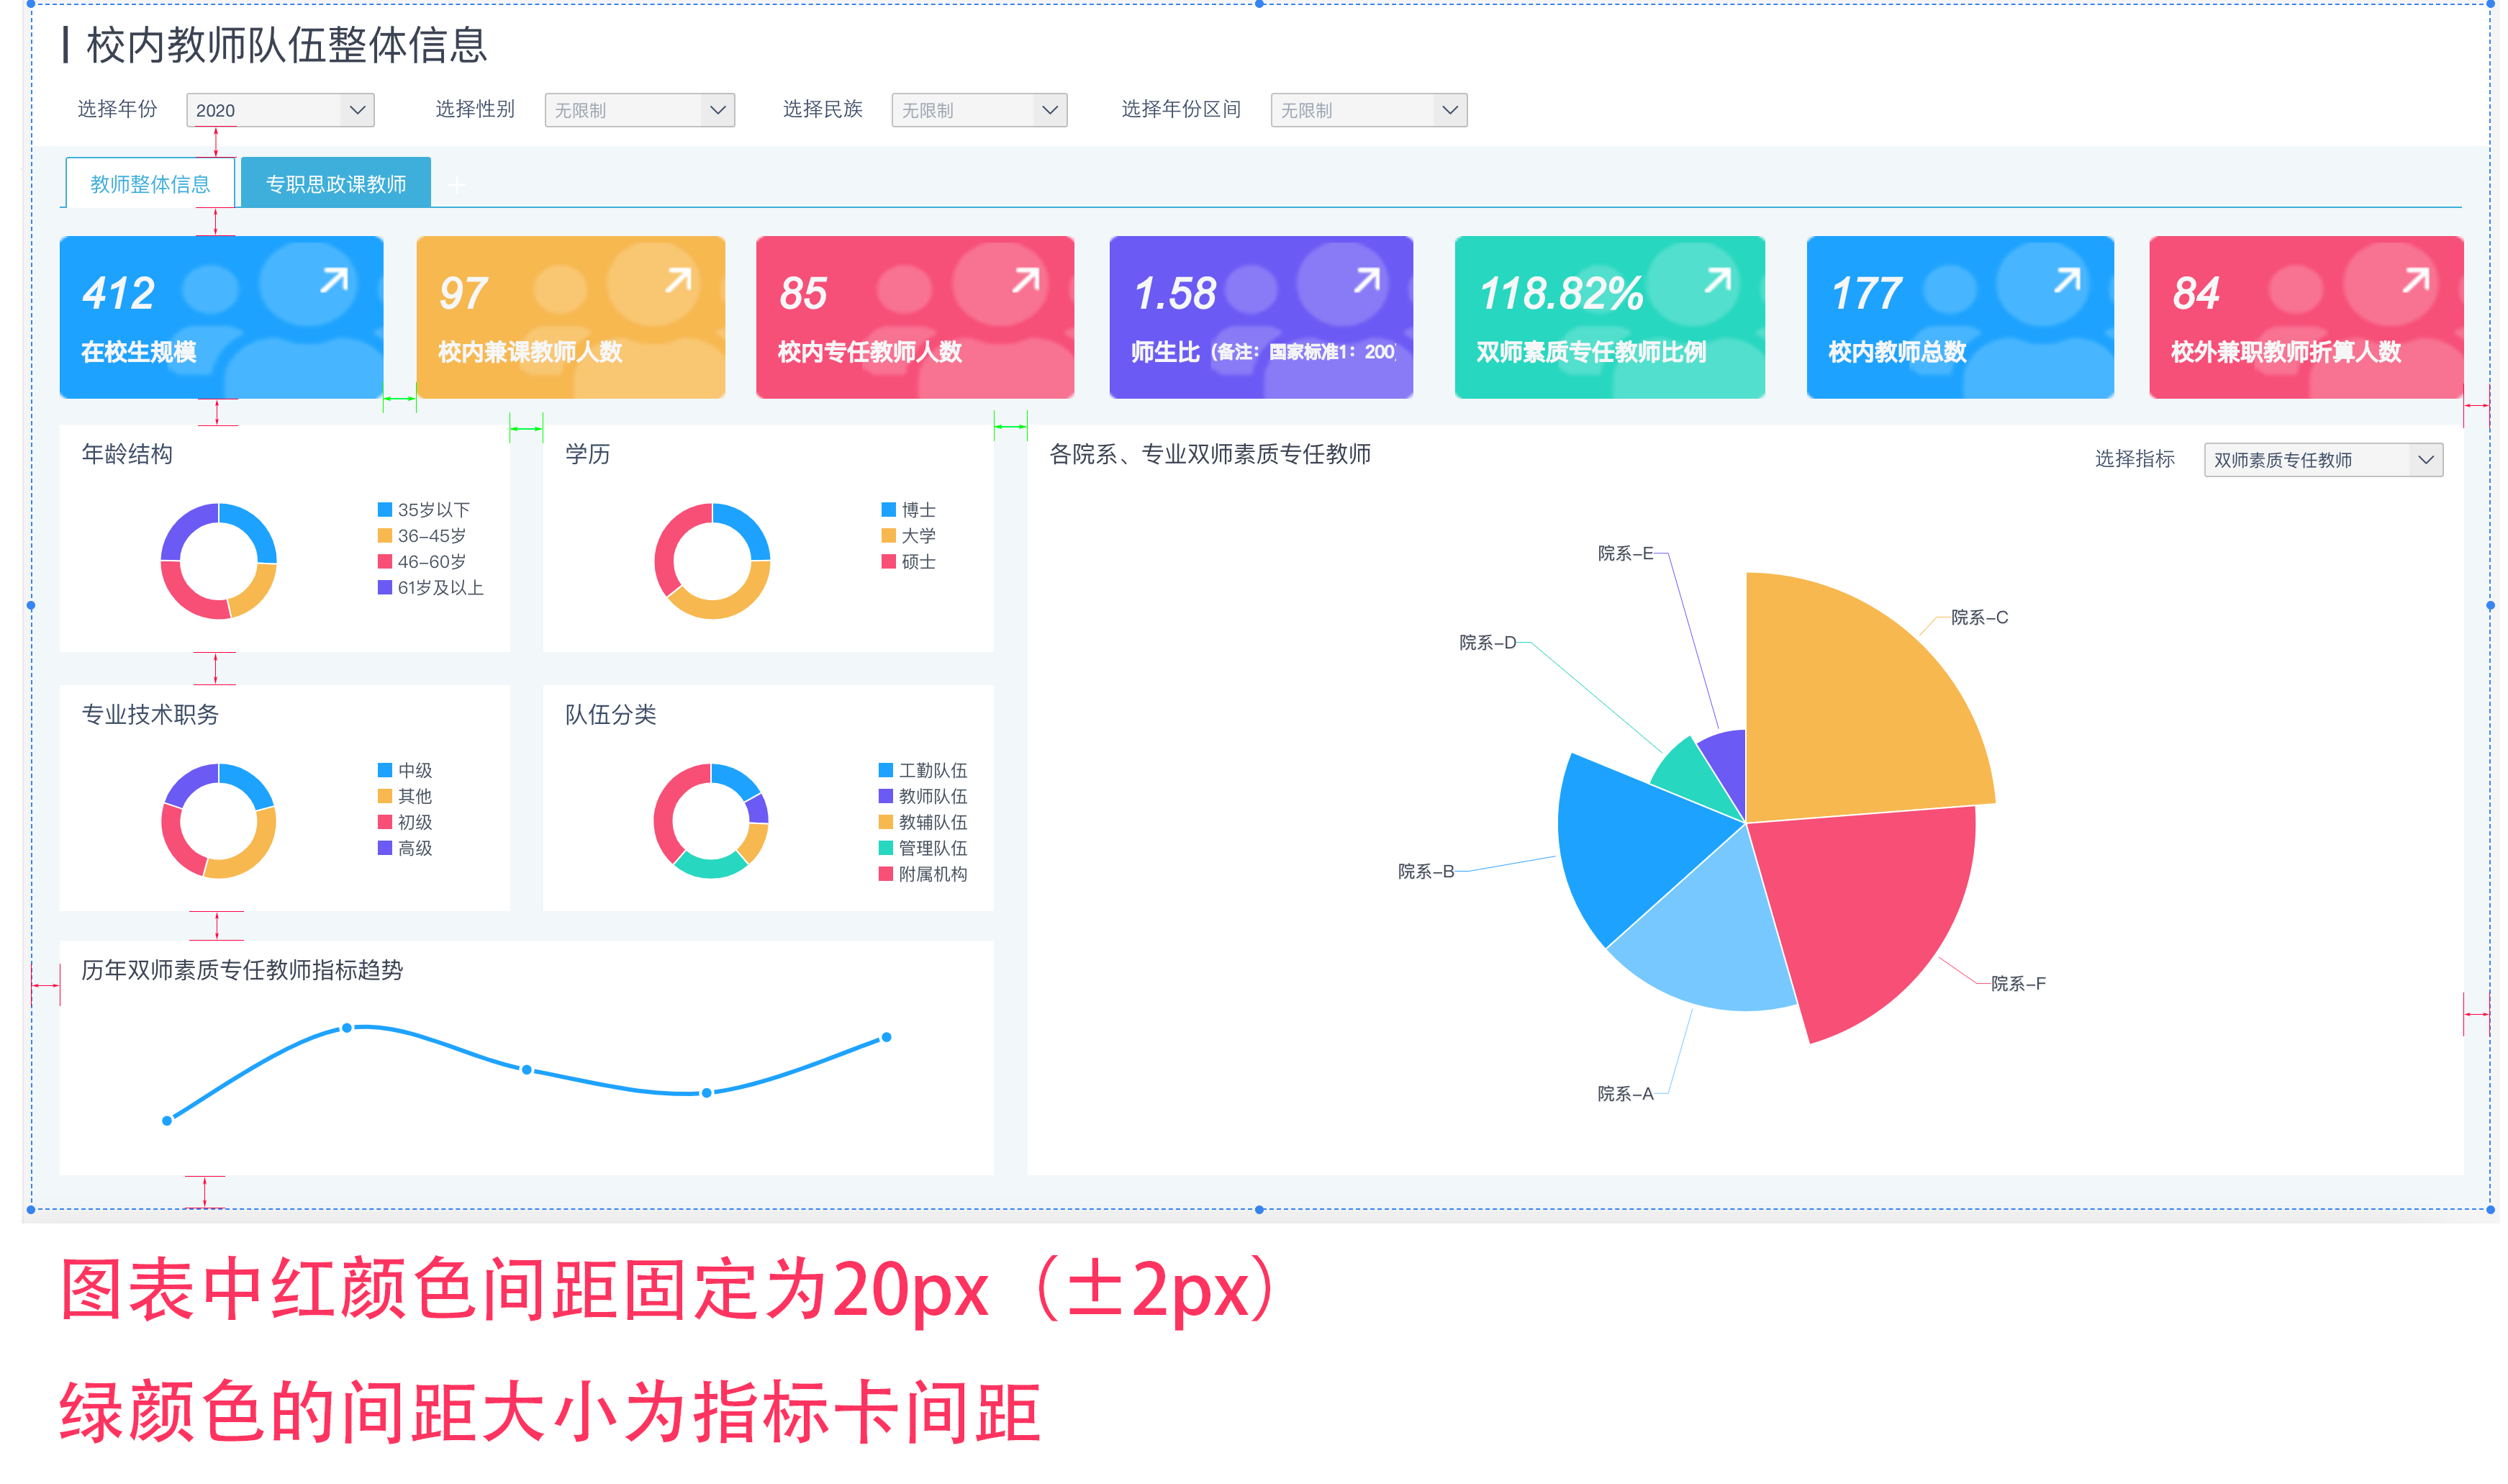 校内教师队伍整体信息
选择年份 2020 选择性别 无限制 选择民族 无限制 选择年份区间 无限制
教师整体信息 专职思政课教师 +
412 97 85 1.58 118.82% 177 84
在校生规模 校内兼课教师人数 校内专任教师人数 师生比（备注：国家标准1：200） 双师素质专任教师比例 校内教师总数 校外兼职教师折算人数
年龄结构 学历 各院系、专业双师素质专任教师 选择指标 双师素质专任教师
35岁以下
36-45岁
46-60岁
61岁及以上
博士
大学
硕士
专业技术职务 队伍分类
中级
其他
初级
高级
工勤队伍
教师队伍
教辅队伍
管理队伍
附属机构
历年双师素质专任教师指标趋势
院系-E
院系-C
院系-D
院系-B
院系-F
院系-A
图表中红颜色间距固定为20px（±2px）
绿颜色的间距大小为指标卡间距